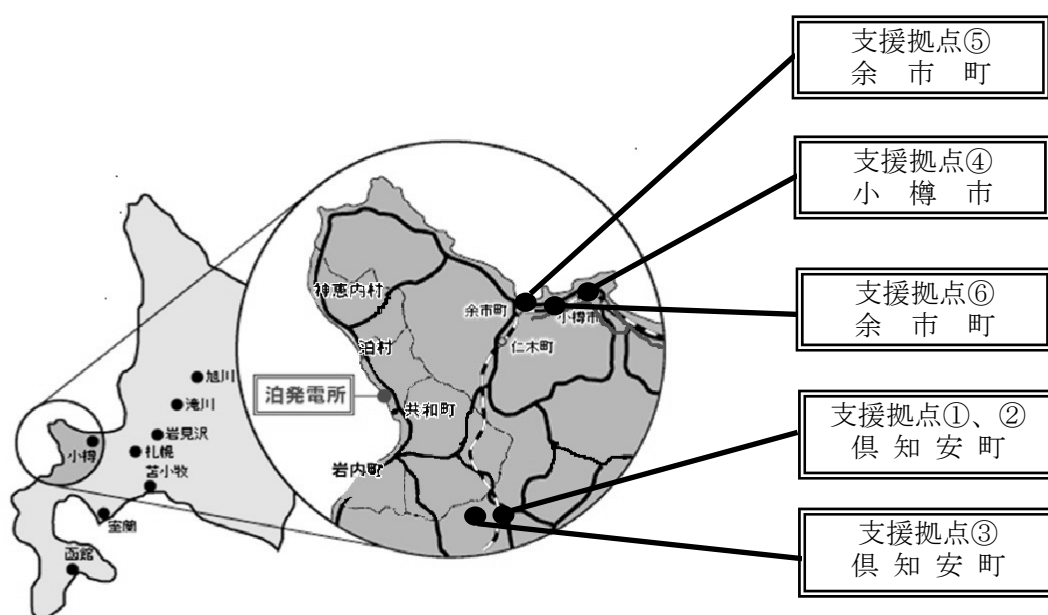 支援拠点⑤
余 市 町
支援拠点④
小 樽 市
支援拠点⑥
余 市 町
支援拠点①、②
倶 知 安 町
支援拠点③
倶 知 安 町
神恵内村
余市町
小樽市
泊村
仁木町
泊発電所
共和町
岩内町
旭川
滝川
岩見沢
小樽
札幌
苫小牧
室蘭
函館